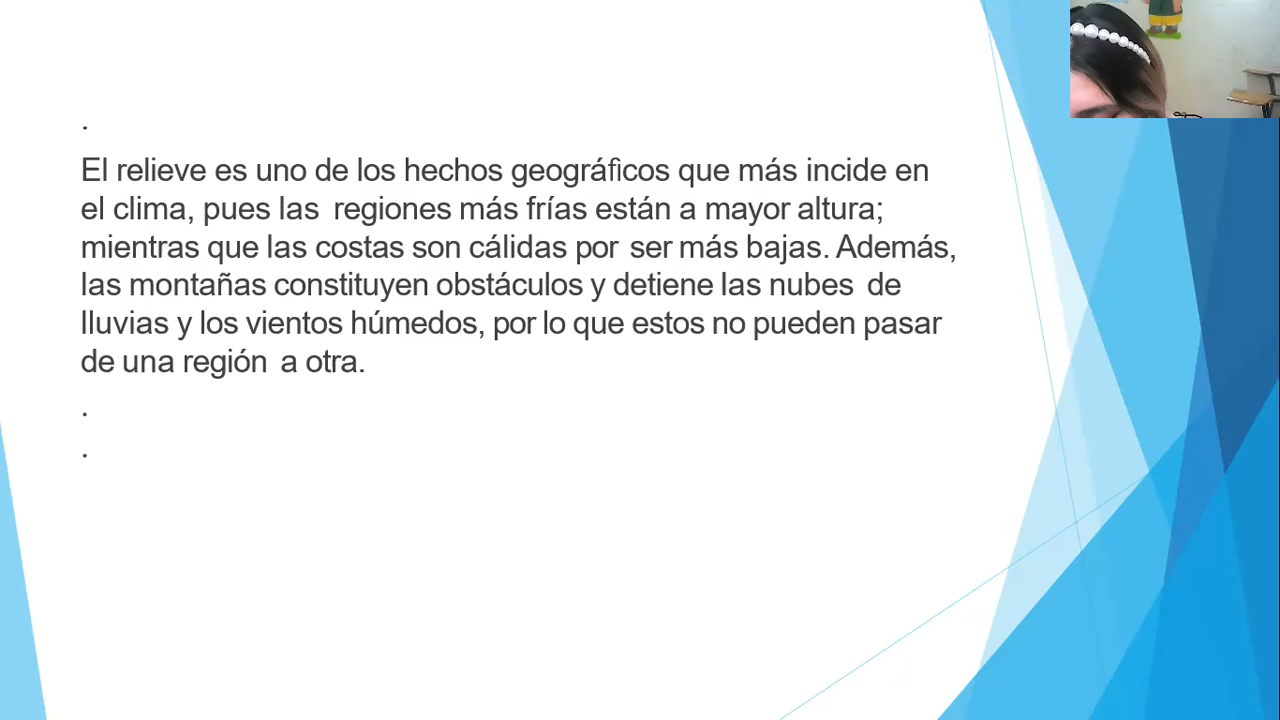 .
El relieve es uno de los hechos geográficos que más incide en
el clima, pues las regiones más frías están a mayor altura;
mientras que las costas son cálidas por ser más bajas. Además,
las montañas constituyen obstáculos y detiene las nubes de
lluvias y los vientos húmedos, por lo que estos no pueden pasar
de una región a otra.
.
.